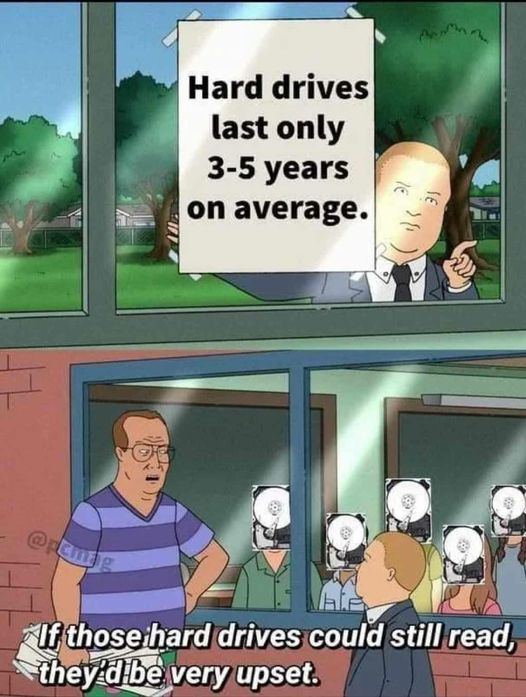 Hard drives
last only
3-5 years
on average.
@pcmag
If those hard drives could still read,
they'd be very upset.